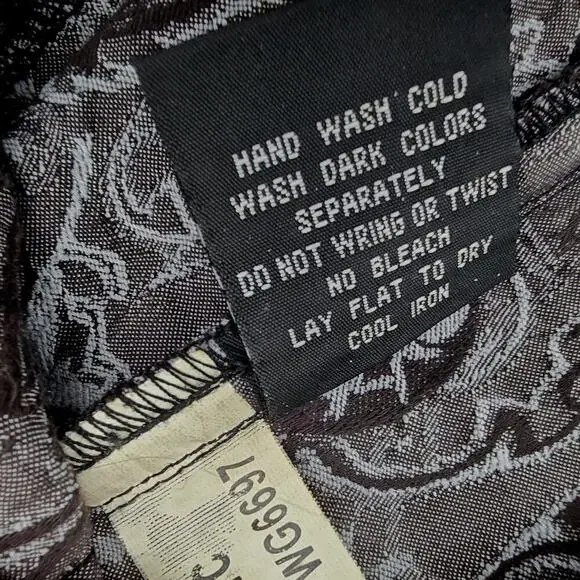 HAND WASH COLD
WASH DARK COLORS
SEPARATELY
DO NOT WRING OR TWIST
NO BLEACH
LAY FLAT TO DRY
COOL IRON
WG6697